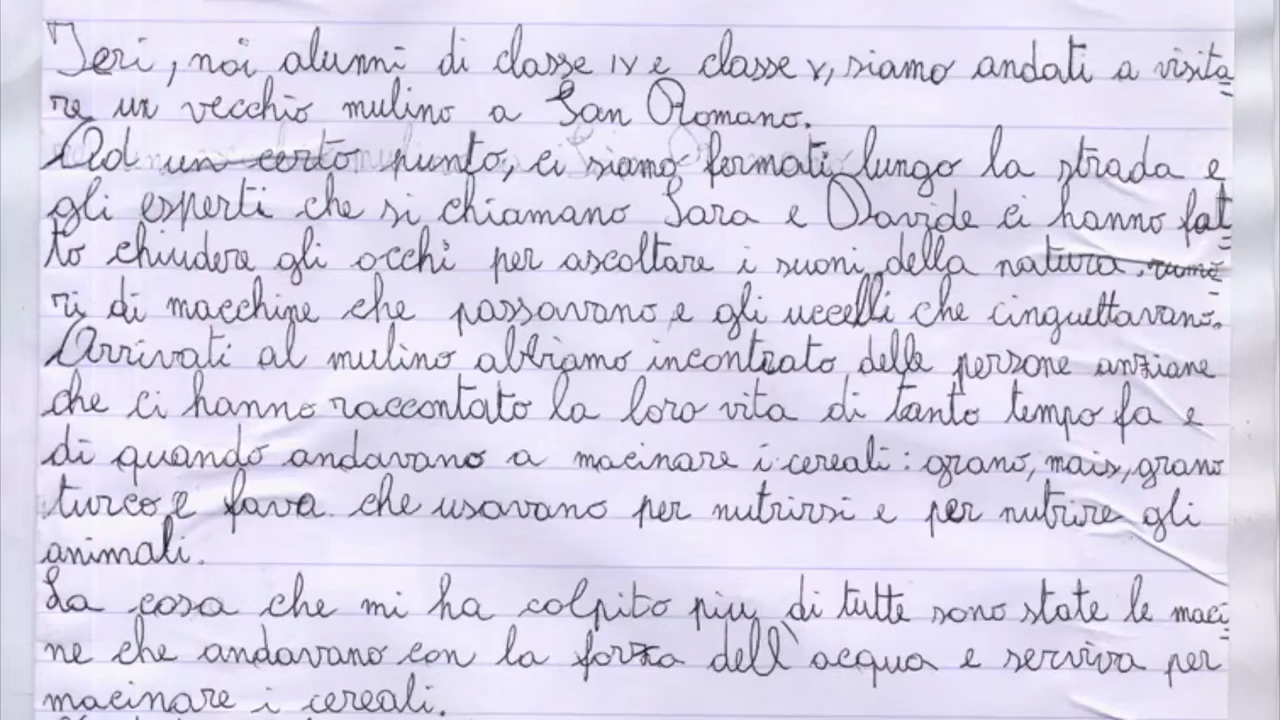 Ieri, noi alunni di classe IV e classe V, siamo andati a visita
re un vecchio mulino a San Romano.
Ad un certo punto, ci siamo fermati lungo la strada e
gli esperti che si chiamano Sara e Davide ci hanno fat
to chiudere gli occhi per ascoltare i suoni della natura, rumo
ri di macchine che passavano e gli uccelli che cinguettavano.
Arrivati al mulino abbiamo incontrato delle persone anziane
che ci hanno raccontato la loro vita di tanto tempo fa e
di quando andavano a macinare i cereali: grano, mais, grano
turco e fava che usavano per nutrirsi e per nutrire gli
animali.
La cosa che mi ha colpito piu di tutte sono state le maci
ne che andavano con la forza dell'acqua e serviva per
macinare i cereali.